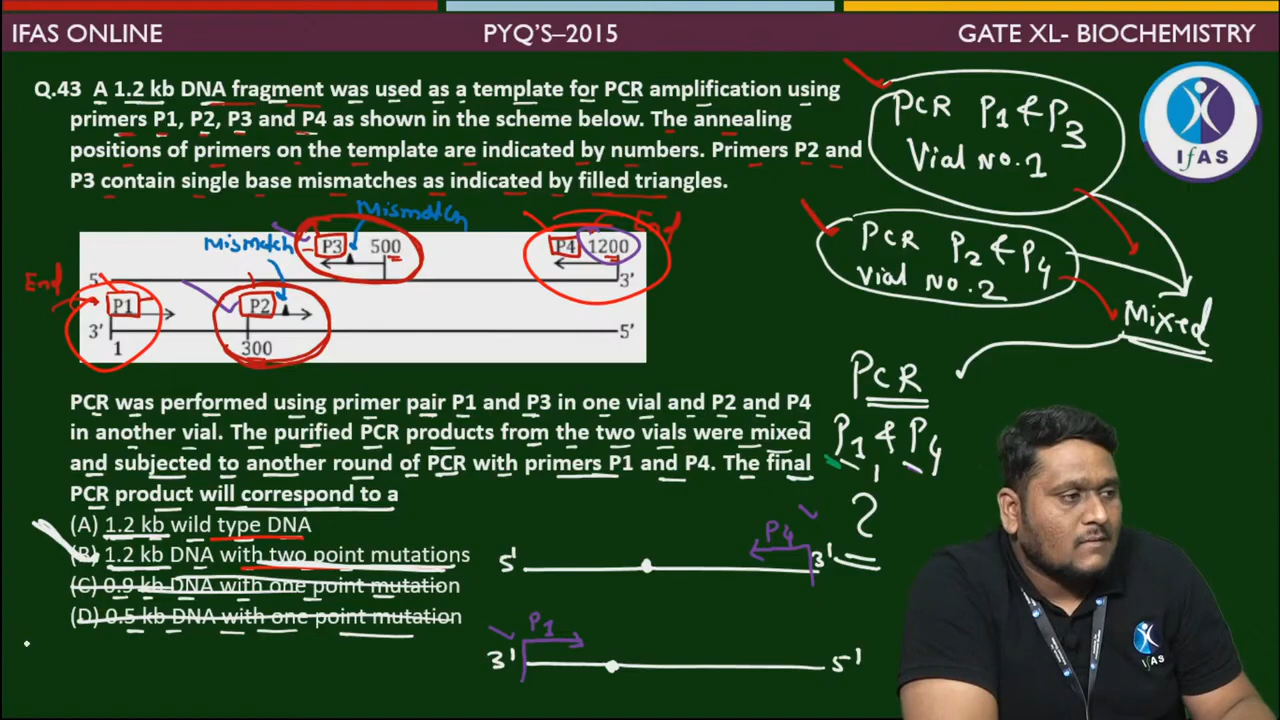 IFAS ONLINE
PYQ'S–2015
GATE XL- BIOCHEMISTRY
Q.43 A 1.2 kb DNA fragment was used as a template for PCR amplification using
primers P1, P2, P3 and P4 as shown in the scheme below. The annealing
positions of primers on the template are indicated by numbers. Primers P2 and
P3 contain single base mismatches as indicated by filled triangles.
Mismatch
Mismatch
P3 500
P4 1200
End
5'
3'
End
P1
P2
3'
5'
1
300
PCR was performed using primer pair P1 and P3 in one vial and P2 and P4
in another vial. The purified PCR products from the two vials were mixed
and subjected to another round of PCR with primers P1 and P4. The final
PCR product will correspond to a
(A) 1.2 kb wild type DNA
(B) 1.2 kb DNA with two point mutations
(C) 0.9 kb DNA with one point mutation
(D) 0.5 kb DNA with one point mutation
PCR P1 & P3
Vial No.1
PCR P2 & P4
Vial No.2
Mixed
PCR
P1 & P4
?
P4
5'
3'
P1
3'
5'
IfAS
IfAS